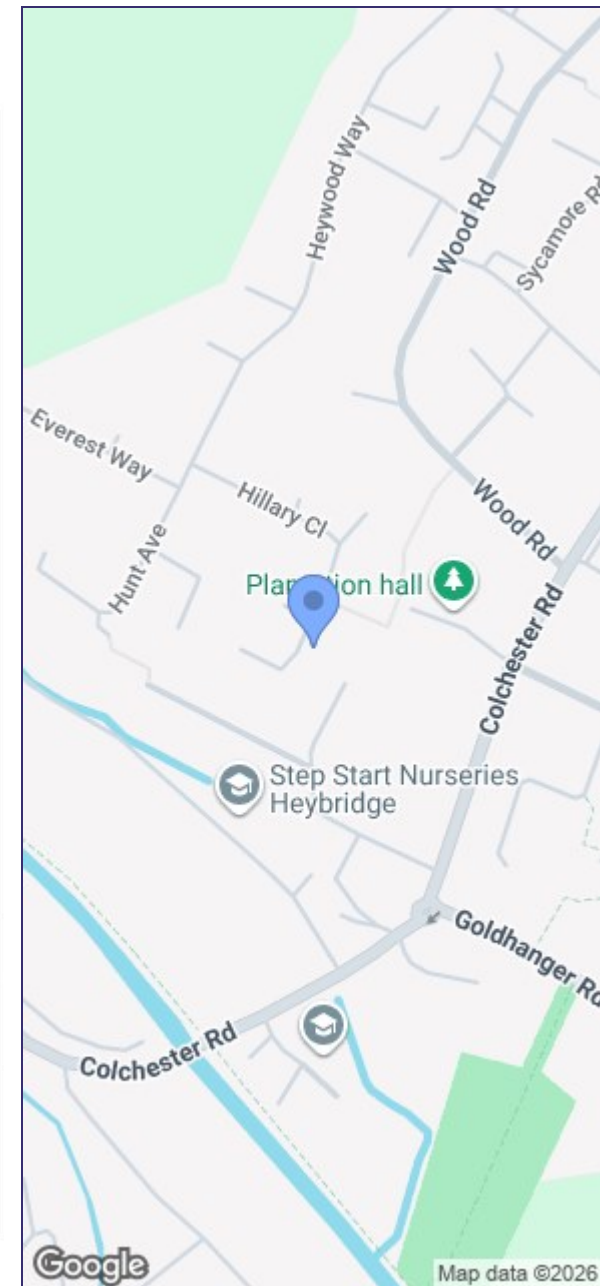 Heywood Way
Wood Rd
Sycamore Rd
Everest Way
Hillary Cl
Wood Rd
Hunt Ave
hall
Colchester Rd
Step Start Nurseries
Heybridge
Goldhanger Rd
Colchester Rd
Google
Map data ©2026